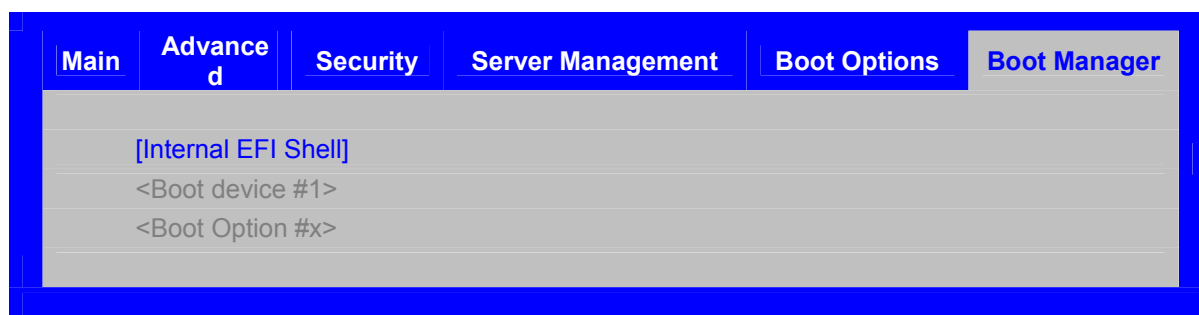 Main Advance
d Security Server Management Boot Options Boot Manager
[Internal EFI Shell]
<Boot device #1>
<Boot Option #x>